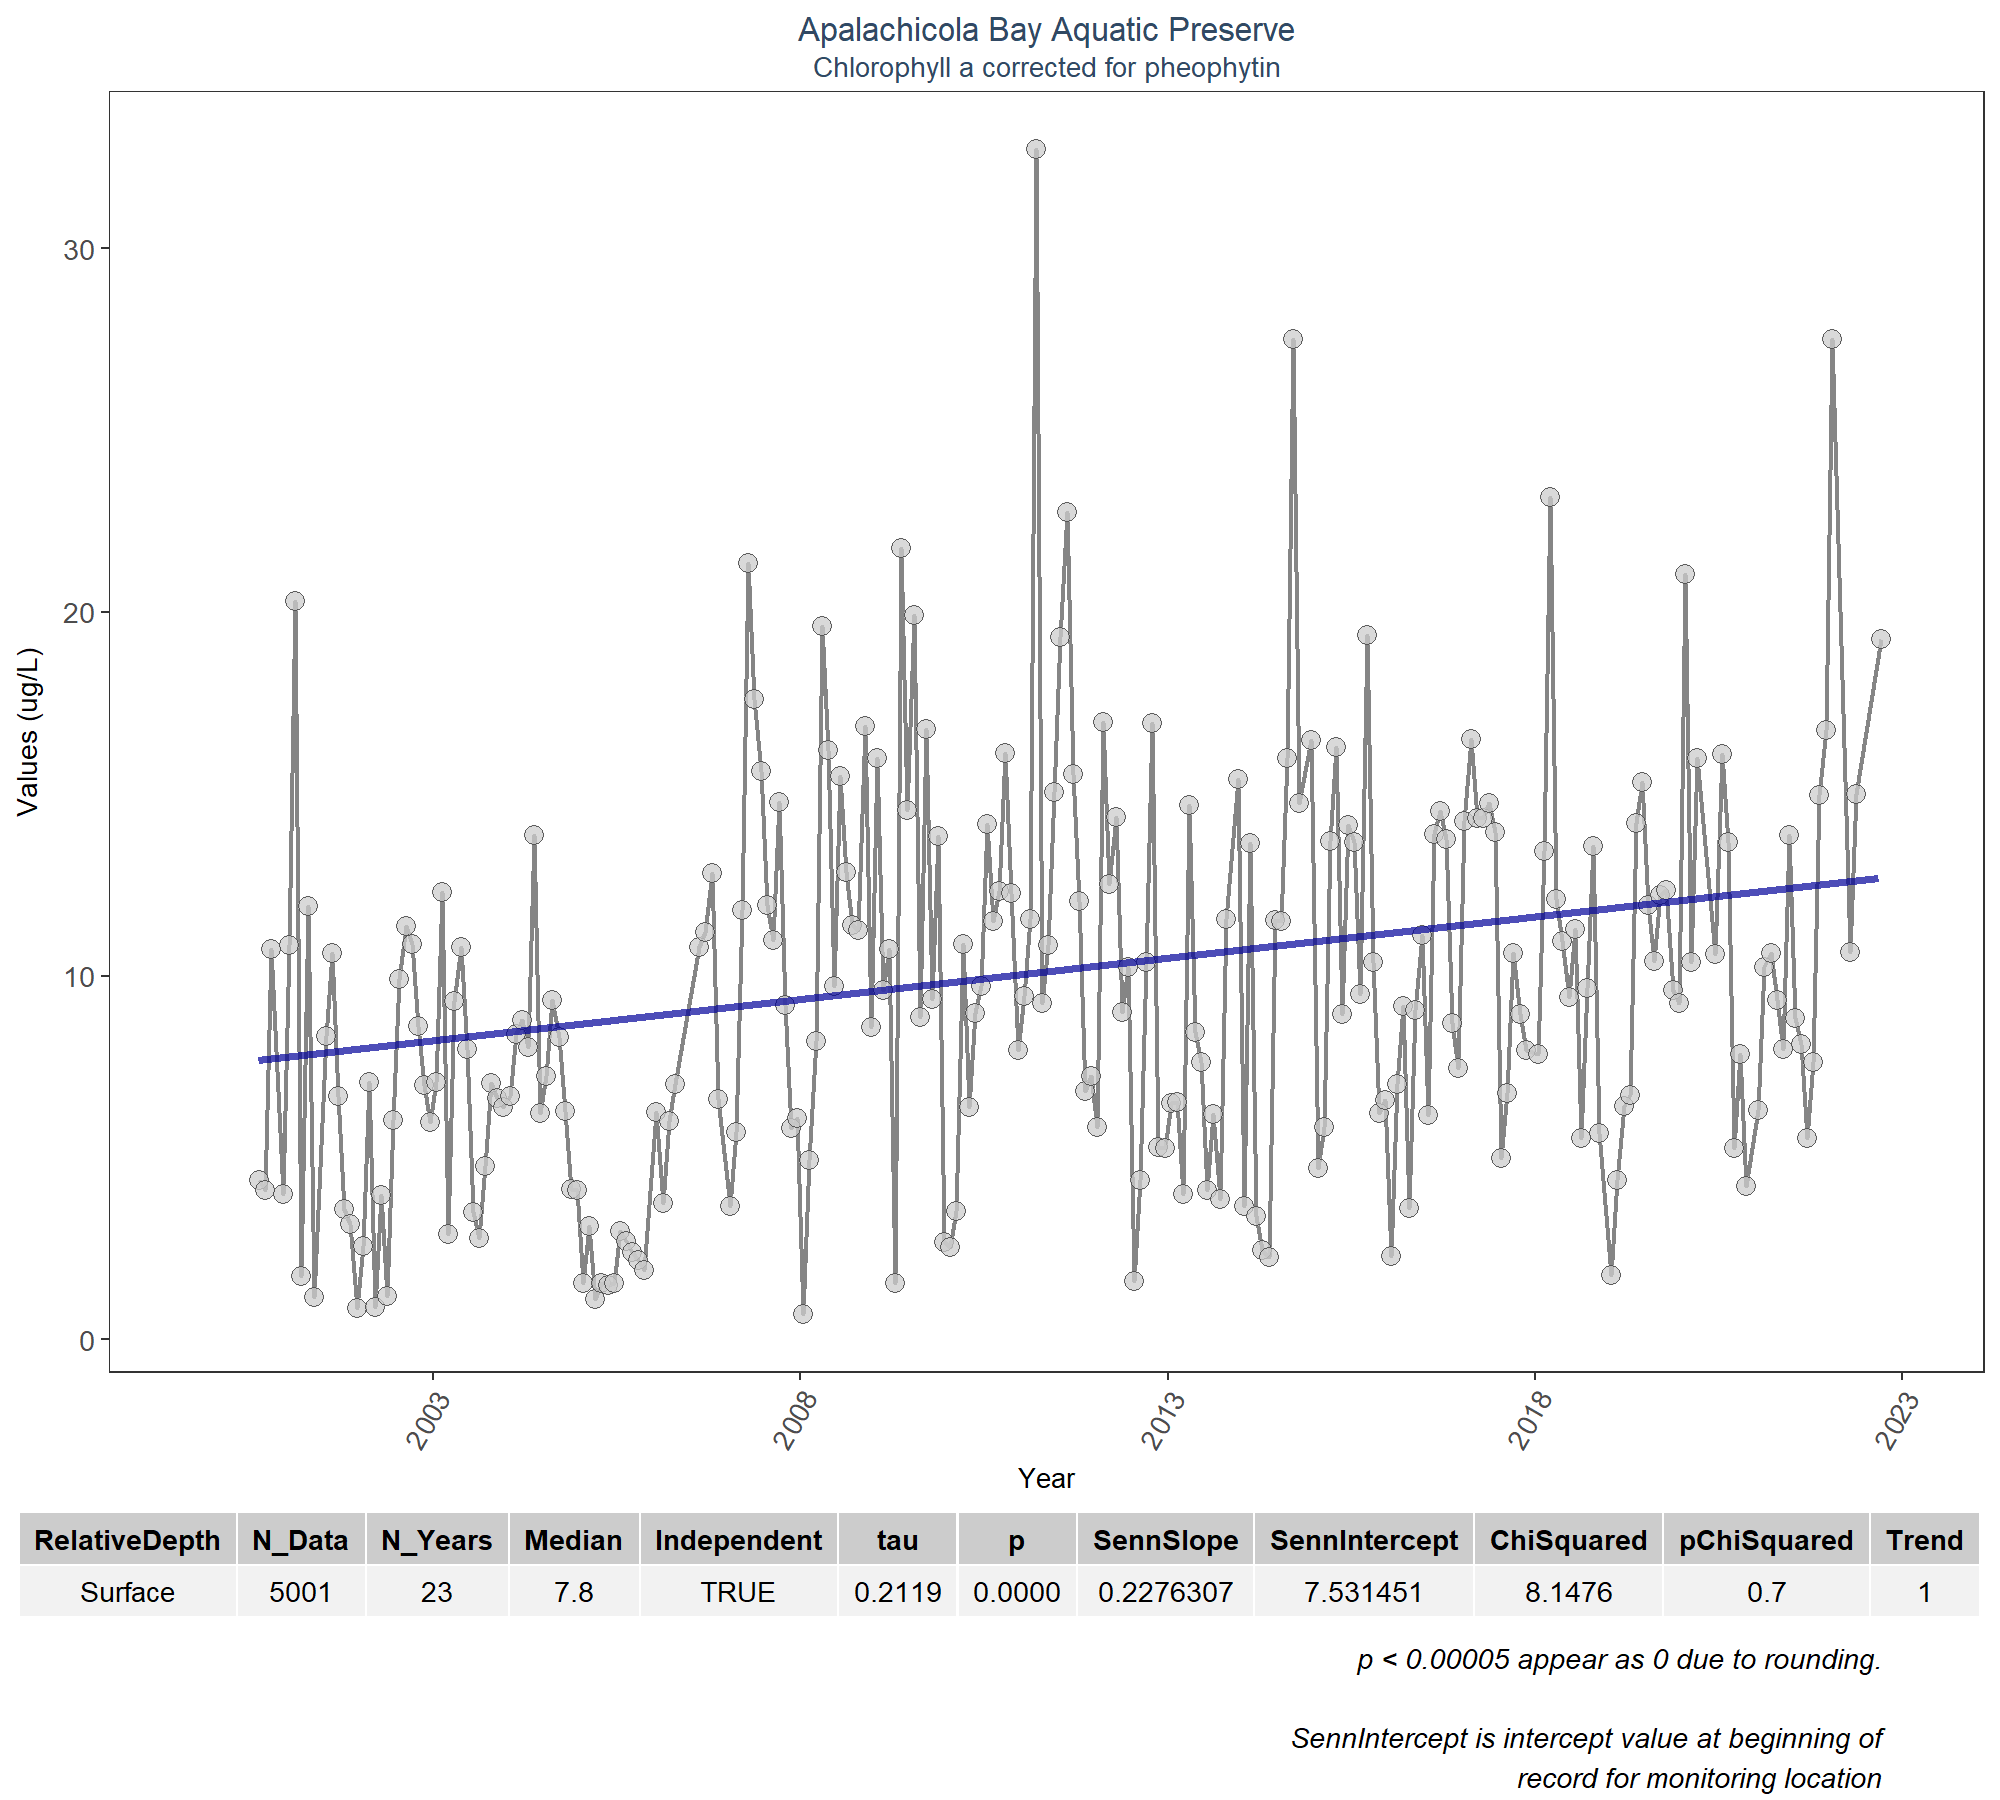 Apalachicola Bay Aquatic Preserve
Chlorophyll a corrected for pheophytin
Values (ug/L)
30
20
10
0
2003 2008 2013 2018 2023
Year
RelativeDepth N_Data N_Years Median Independent tau p SennSlope SennIntercept ChiSquared pChiSquared Trend
Surface 5001 23 7.8 TRUE 0.2119 0.0000 0.2276307 7.531451 8.1476 0.7 1
p < 0.00005 appear as 0 due to rounding.
SennIntercept is intercept value at beginning of
record for monitoring location